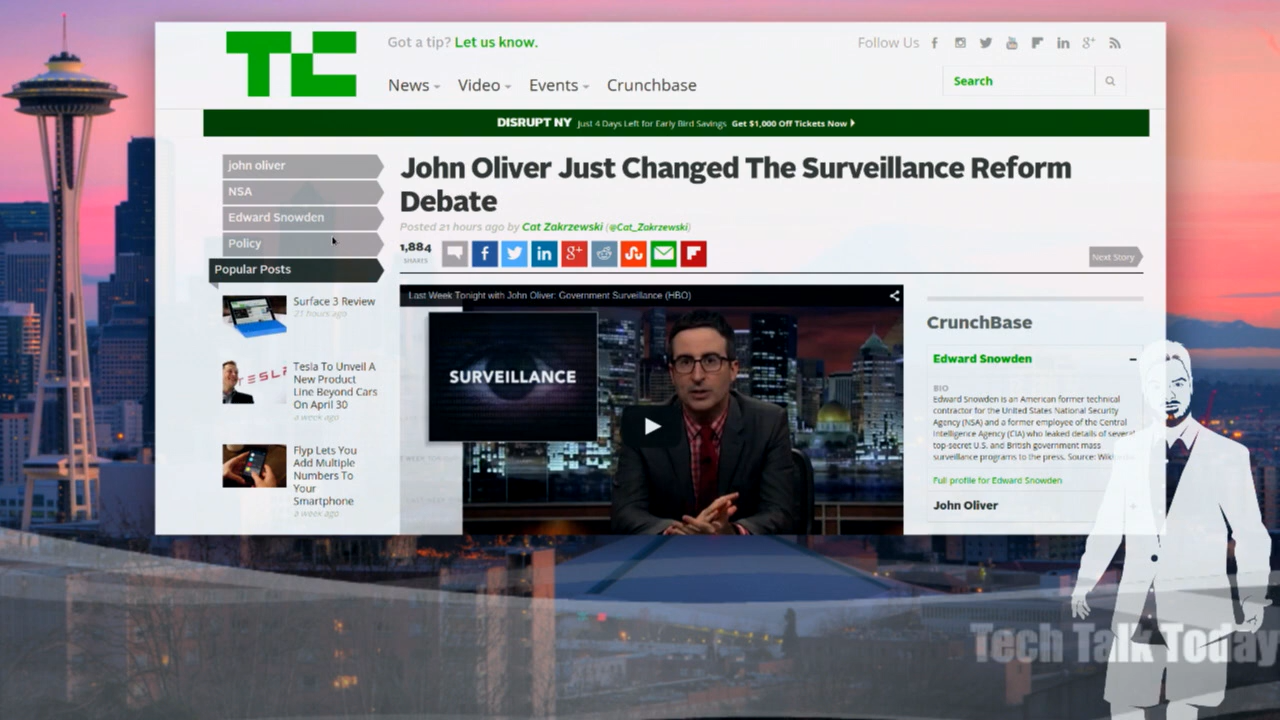 TC
Got a tip? Let us know.
Follow Us
News Video Events Crunchbase
Search
DISRUPT NY Just 4 Days Left for Early Bird Savings Get $1,000 Off Tickets Now
john oliver
NSA
Edward Snowden
Policy
Popular Posts
Surface 3 Review
21 hours ago
Tesla To Unveil A
New Product
Line Beyond Cars
On April 30
a week ago
Flyp Lets You
Add Multiple
Numbers To
Your
Smartphone
a week ago
John Oliver Just Changed The Surveillance Reform
Debate
Posted 21 hours ago by Cat Zakrzewski (@Cat_Zakrzewski)
1,884
SHARES
Next Story
Last Week Tonight with John Oliver: Government Surveillance (HBO)
SURVEILLANCE
CrunchBase
Edward Snowden
BIO
Edward Snowden is an American former technical
contractor for the United States National Security
Agency (NSA) and a former employee of the Central
Intelligence Agency (CIA) who leaked details of several
top-secret U.S. and British government mass
surveillance programs to the press. Source:
Full profile for Edward Snowden
John Oliver
Tech Talk Today